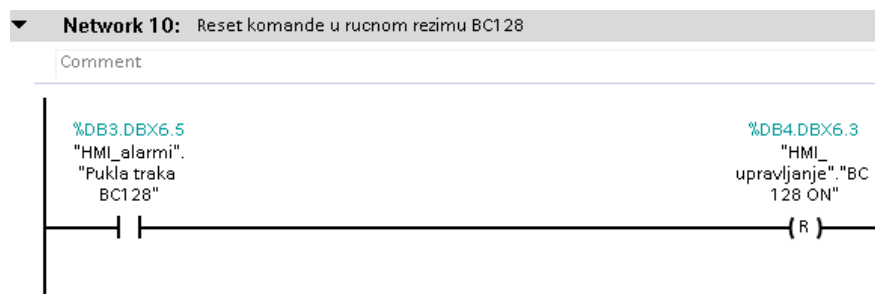 Network 10: Reset komande u rucnom rezimu BC128
Comment
%DB3.DBX6.5
"HMI_alarmi".
"Pukla traka
BC128"
%DB4.DBX6.3
"HMI_
upravljanje"."BC
128 ON"
R